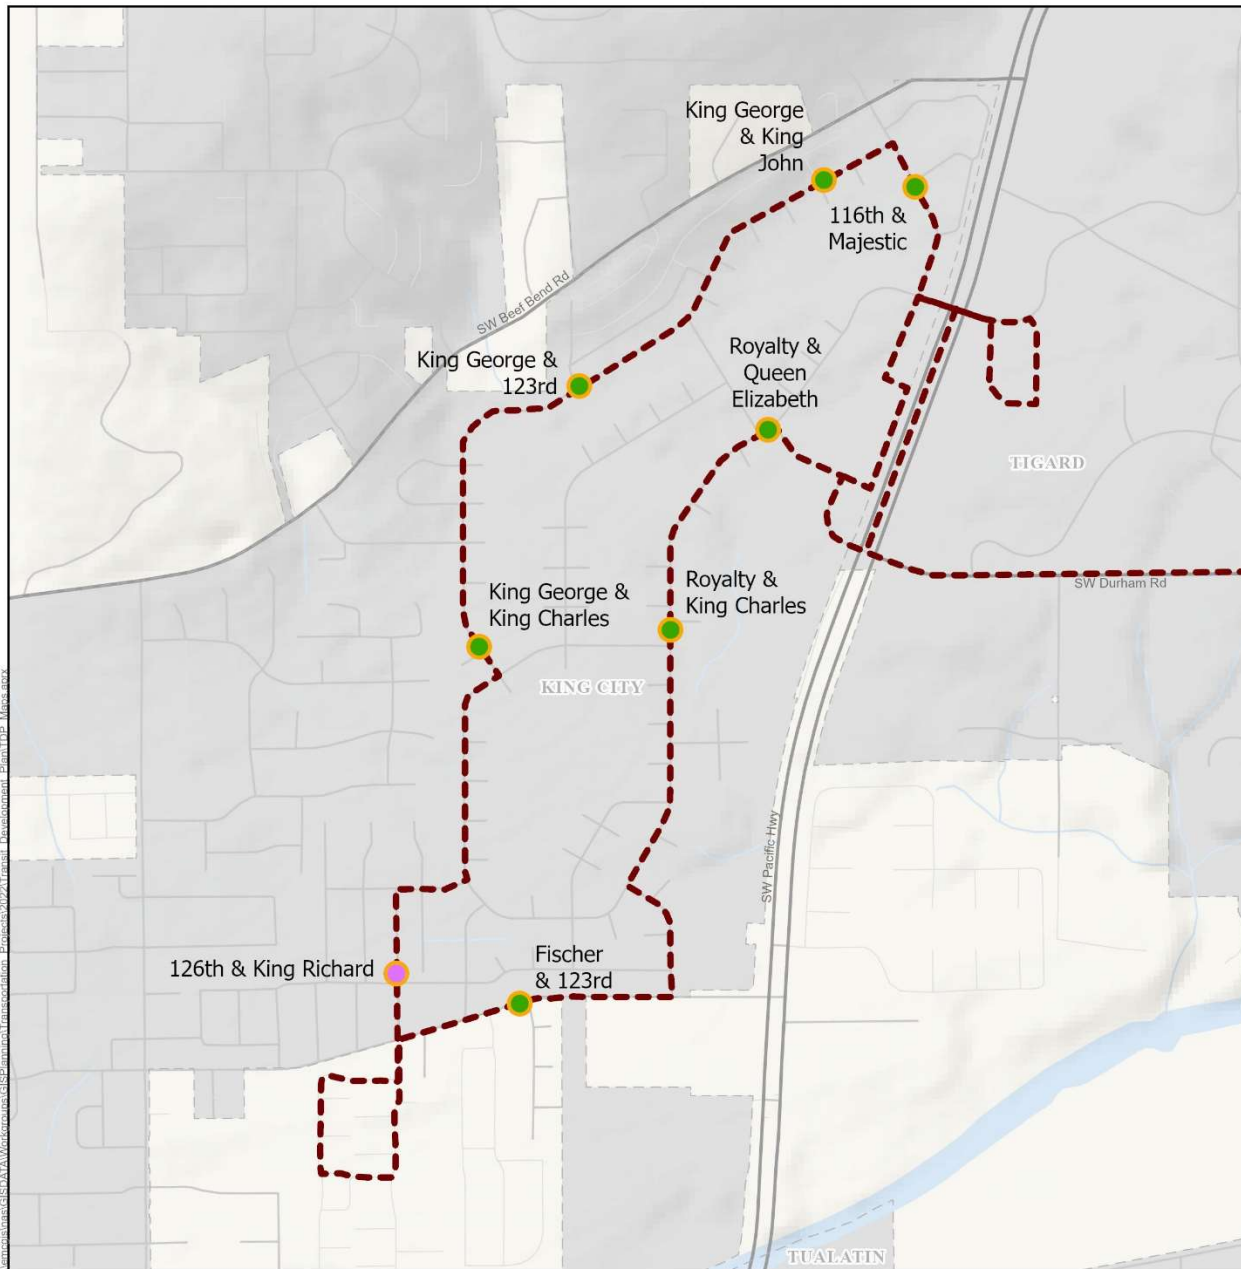 King George
& King
John
116th &
Majestic
SW Beef Bend Rd
King George &
123rd
Royalty &
Queen
Elizabeth
TIGARD
SW Durham Rd
King George &
King Charles
Royalty &
King Charles
KING CITY
SW Pacific Hwy
126th & King Richard
Fischer
& 123rd
TUALATIN